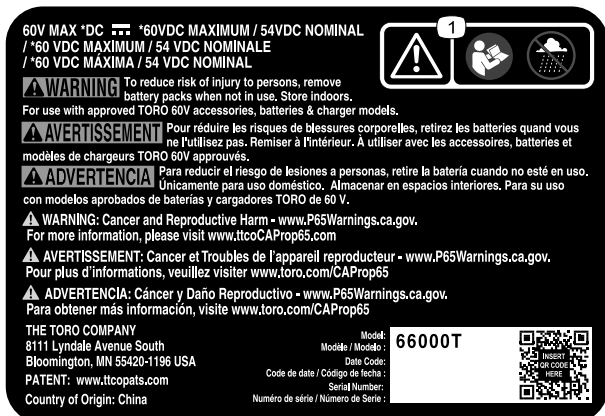 60V MAX *DC *60VDC MAXIMUM / 54VDC NOMINAL
/ *60 VDC MAXIMUM / 54 VDC NOMINALE
/ *60 VDC MÁXIMA / 54 VDC NOMINAL
1
WARNING To reduce risk of injury to persons, remove
battery packs when not in use. Store indoors.
For use with approved TORO 60V accessories, batteries & charger models.
AVERTISSEMENT Pour réduire les risques de blessures corporelles, retirez les batteries quand vous
ne l'utilisez pas. Remiser à l'intérieur. À utiliser avec les accessoires, batteries et
modèles de chargeurs TORO 60V approuvés.
ADVERTENCIA Para reducir el riesgo de lesiones a personas, retire la batería cuando no esté en uso.
Únicamente para uso doméstico. Almacenar en espacios interiores. Para su uso
con modelos aprobados de baterías y cargadores TORO de 60 V.
WARNING: Cancer and Reproductive Harm - www.P65Warnings.ca.gov.
For more information, please visit www.ttcoCAProp65.com
AVERTISSEMENT: Cancer et Troubles de l'appareil reproducteur - www.P65Warnings.ca.gov.
Pour plus d'informations, veuillez visiter www.toro.com/CAProp65
ADVERTENCIA: Cáncer y Daño Reproductivo - www.P65Warnings.ca.gov.
Para obtener más información, visite www.toro.com/CAProp65
THE TORO COMPANY
8111 Lyndale Avenue South
Bloomington, MN 55420-1196 USA
PATENT: www.ttcopats.com
Country of Origin: China
Model:
Modèle / Modelo :
66000T
Date Code:
Code de date / Código de fecha :
Serial Number:
Numéro de série / Número de Serie :
INSERT
QR CODE
HERE